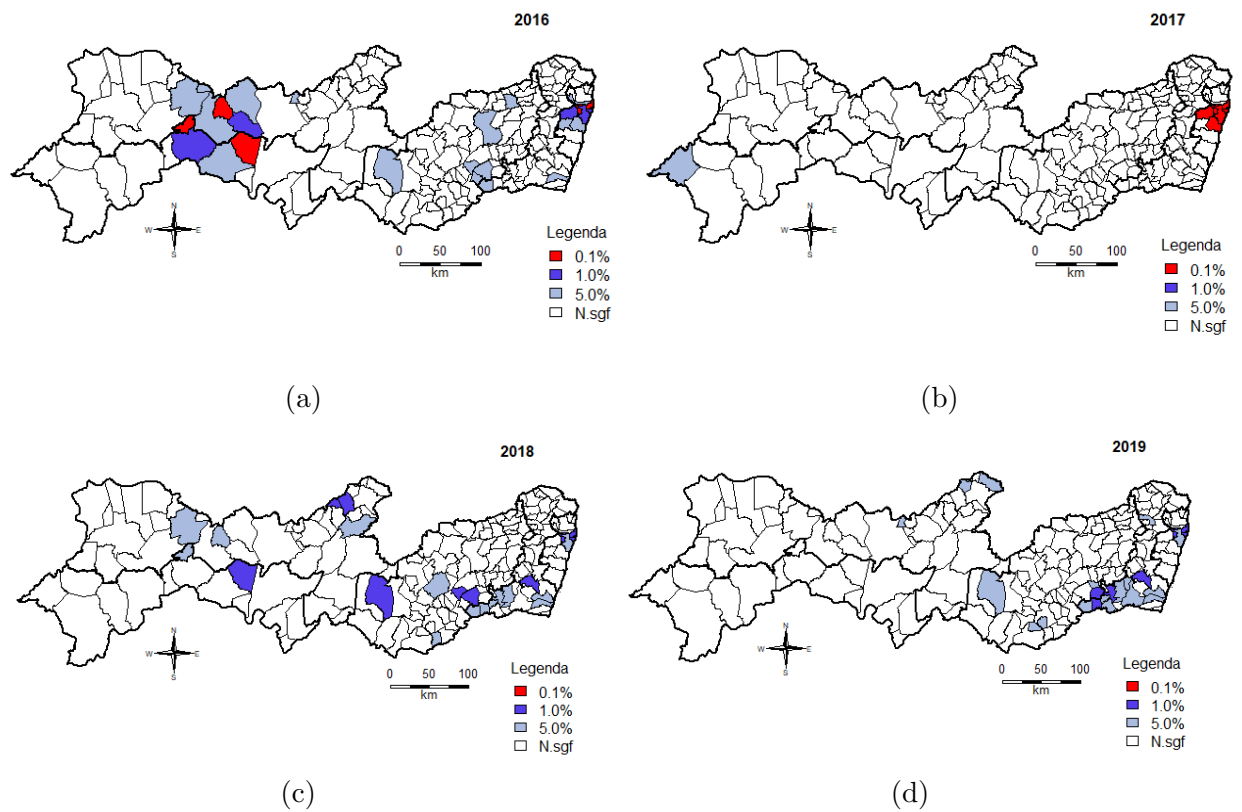 2016
N
W E
S
0 50 100
km
Legenda
0.1%
1.0%
5.0%
N.sgf
(a)
2017
N
W E
S
0 50 100
km
Legenda
0.1%
1.0%
5.0%
N.sgf
(b)
2018
N
W E
S
0 50 100
km
Legenda
0.1%
1.0%
5.0%
N.sgf
(c)
2019
N
W E
S
0 50 100
km
Legenda
0.1%
1.0%
5.0%
N.sgf
(d)